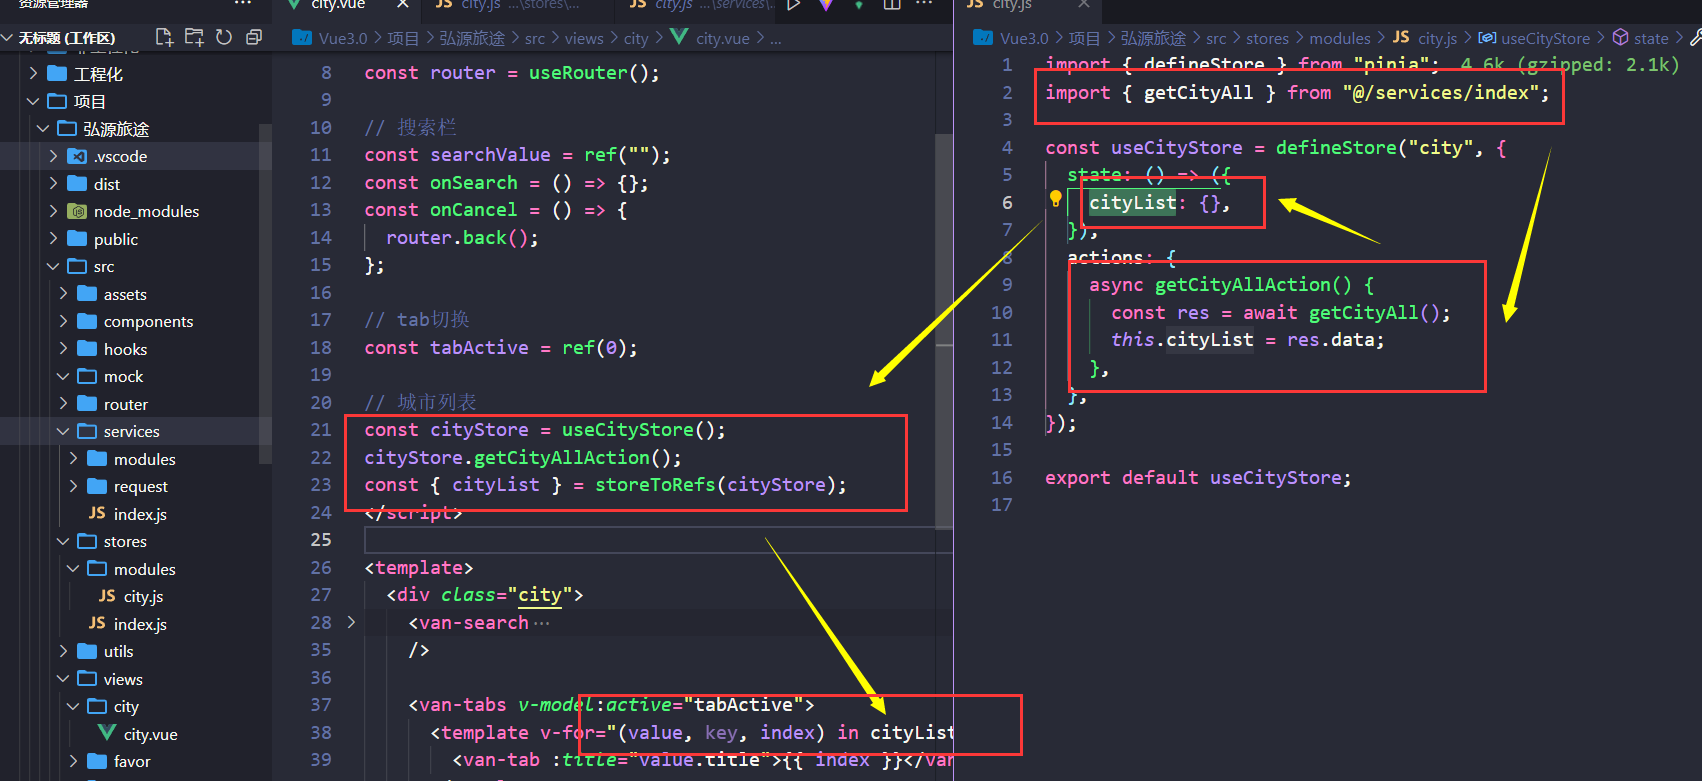 资源管理器
···
无标题 (工作区)
工程化
项目
弘源旅途
.vscode
dist
node_modules
public
src
assets
components
hooks
mock
router
services
modules
request
JS index.js
stores
modules
JS city.js
JS index.js
utils
views
city
city.vue
favor
city.vue ×
JS city.js ...\stores\...
JS city.js ...\services\...
Vue3.0 > 项目 > 弘源旅途 > src > views > city > city.vue > ...
8 const router = useRouter();
9
10 // 搜索栏
11 const searchValue = ref("");
12 const onSearch = () => {};
13 const onCancel = () => {
14 router.back();
15 };
16
17 // tab切换
18 const tabActive = ref(0);
19
20 // 城市列表
21 const cityStore = useCityStore();
22 cityStore.getCityAllAction();
23 const { cityList } = storeToRefs(cityStore);
24 </script>
25
26 <template>
27 <div class="city">
28 <van-search ···
35 />
36
37 <van-tabs v-model:active="tabActive">
38 <template v-for="(value, key, index) in cityList
39 <van-tab :title="value.title">{{ index }}</van
JS city.js ×
Vue3.0 > 项目 > 弘源旅途 > src > stores > modules > JS city.js > useCityStore > state >
1 import { defineStore } from "pinia"; 4.6k (gzipped: 2.1k)
2 import { getCityAll } from "@/services/index";
3
4 const useCityStore = defineStore("city", {
5 state: () => ({
6 cityList: {},
7 }),
8 actions: {
9 async getCityAllAction() {
10 const res = await getCityAll();
11 this.cityList = res.data;
12 },
13 },
14 });
15
16 export default useCityStore;
17